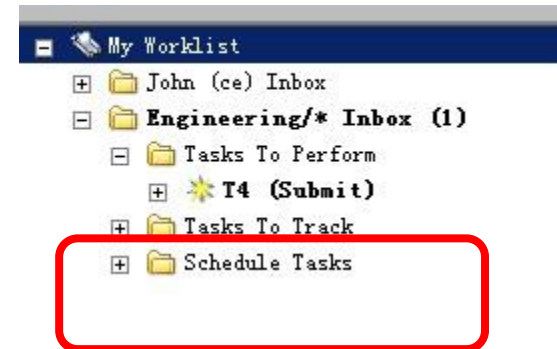 My Worklist
John (ce) Inbox
Engineering/* Inbox (1)
Tasks To Perform
T4 (Submit)
Tasks To Track
Schedule Tasks